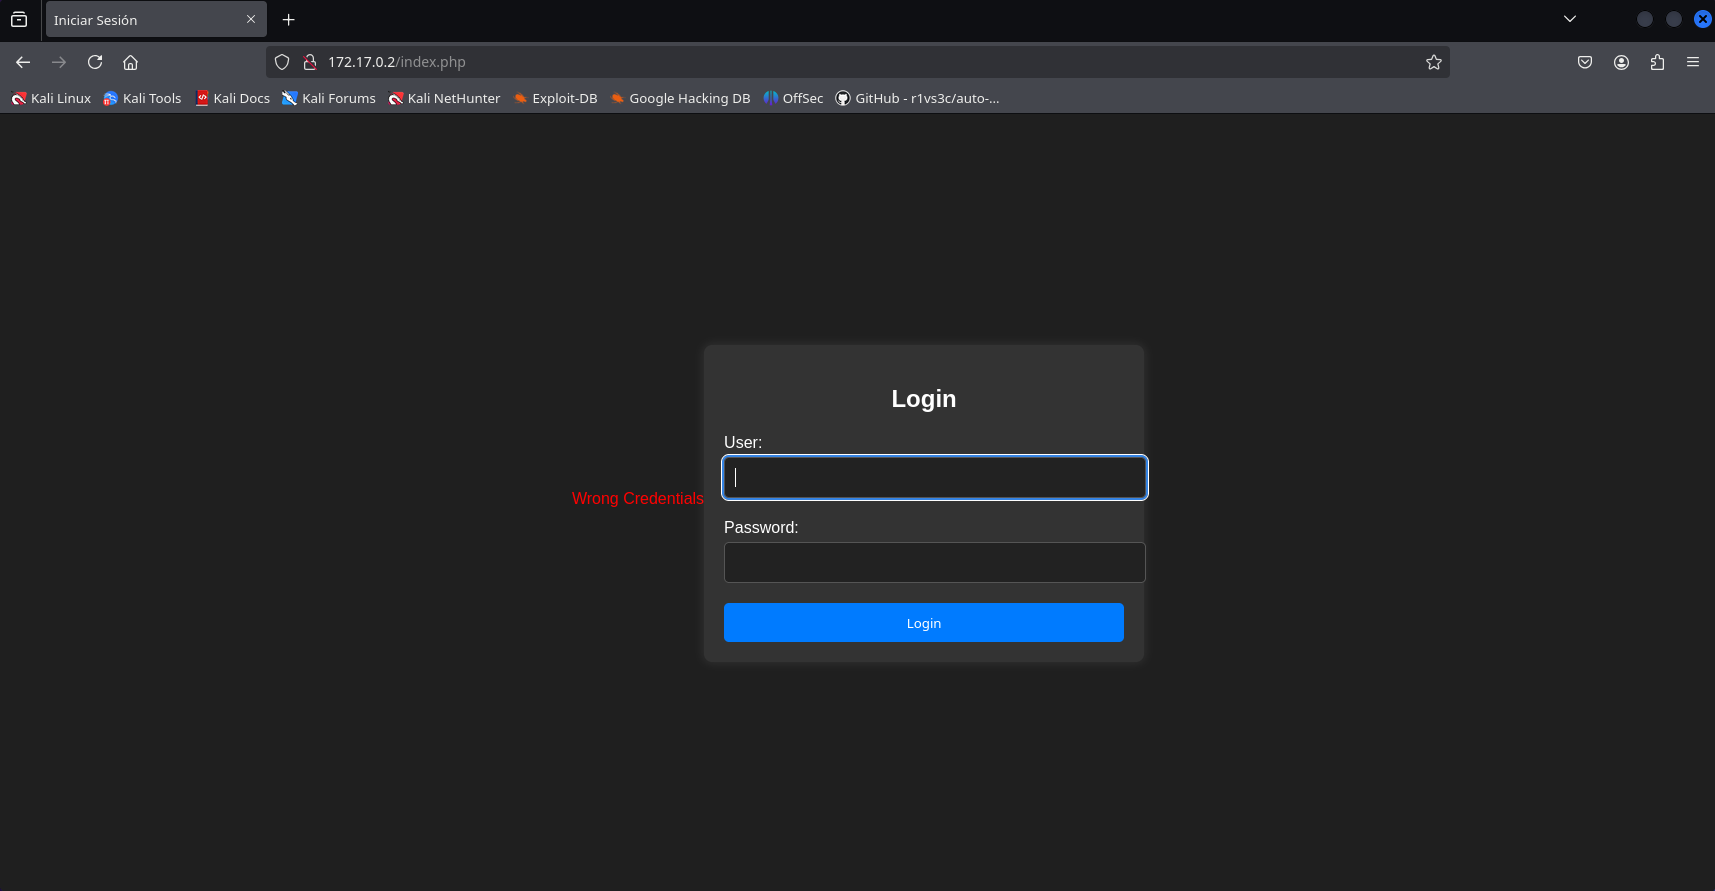 Iniciar Sesión
172.17.0.2/index.php
Kali Linux Kali Tools Kali Docs Kali Forums Kali NetHunter Exploit-DB Google Hacking DB OffSec GitHub - r1vs3c/auto-...
Login
User:
Wrong Credentials
Password:
Login